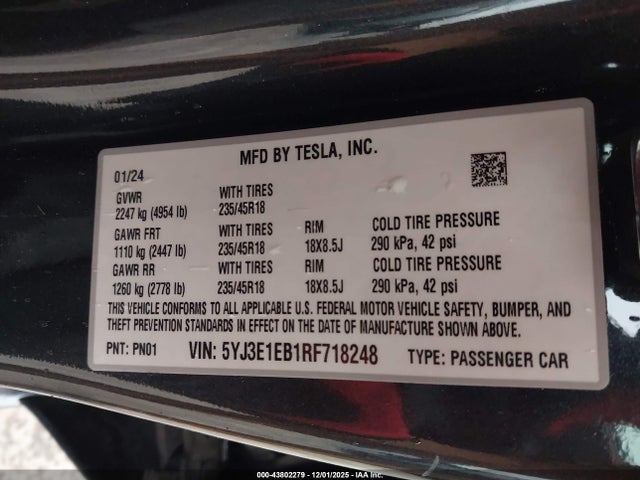 MFD BY TESLA, INC.
01/24
GVWR WITH TIRES
2247 kg (4954 lb) 235/45R18
GAWR FRT WITH TIRES RIM COLD TIRE PRESSURE
1110 kg (2447 lb) 235/45R18 18X8.5J 290 kPa, 42 psi
GAWR RR WITH TIRES RIM COLD TIRE PRESSURE
1260 kg (2778 lb) 235/45R18 18X8.5J 290 kPa, 42 psi
THIS VEHICLE CONFORMS TO ALL APPLICABLE U.S. FEDERAL MOTOR VEHICLE SAFETY, BUMPER, AND
THEFT PREVENTION STANDARDS IN EFFECT ON THE DATE OF MANUFACTURE SHOWN ABOVE.
PNT: PN01 VIN: 5YJ3E1EB1RF718248 TYPE: PASSENGER CAR
000-43802279 - 12/01/2025 - IAA Inc.